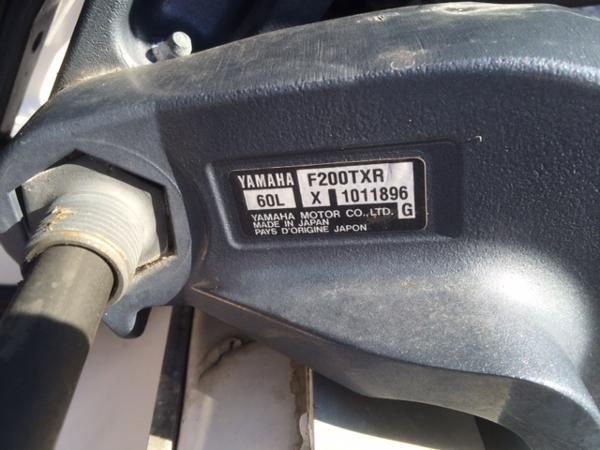 YAMAHA F200TXR
60L X 1011896
YAMAHA MOTOR CO.,LTD. G
MADE IN JAPAN
PAYS D'ORIGINE JAPON